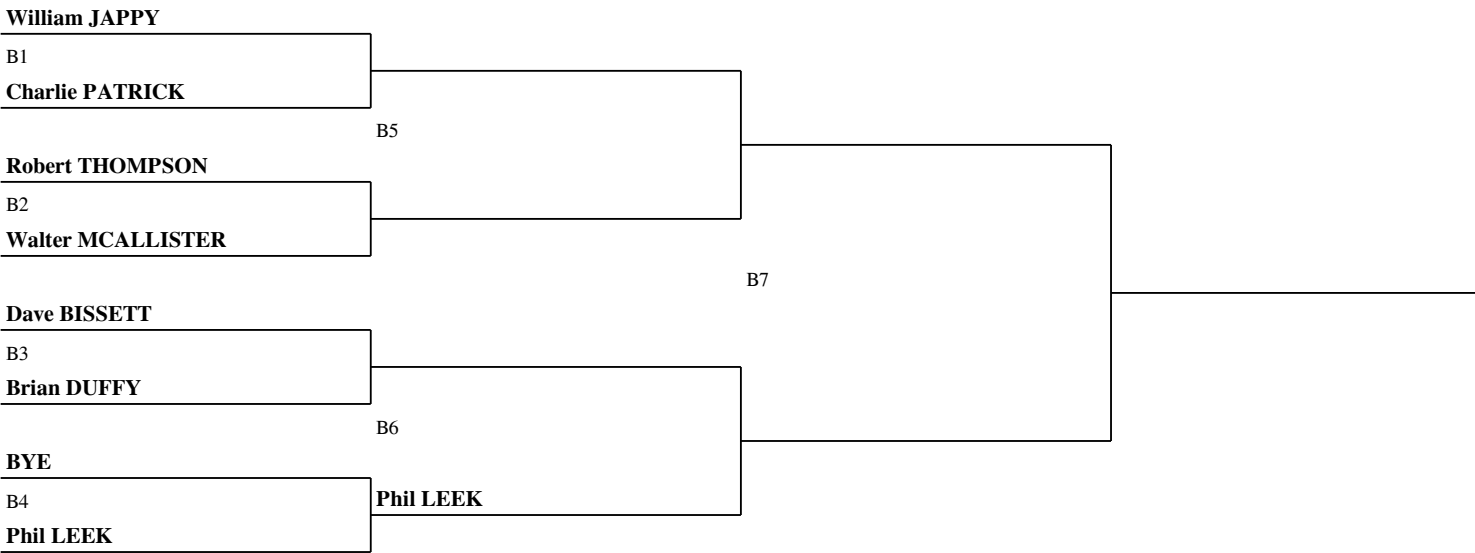 William JAPPY
B1
Charlie PATRICK
B5
Robert THOMPSON
B2
Walter MCALLISTER
B7
Dave BISSETT
B3
Brian DUFFY
B6
BYE
B4
Phil LEEK
Phil LEEK